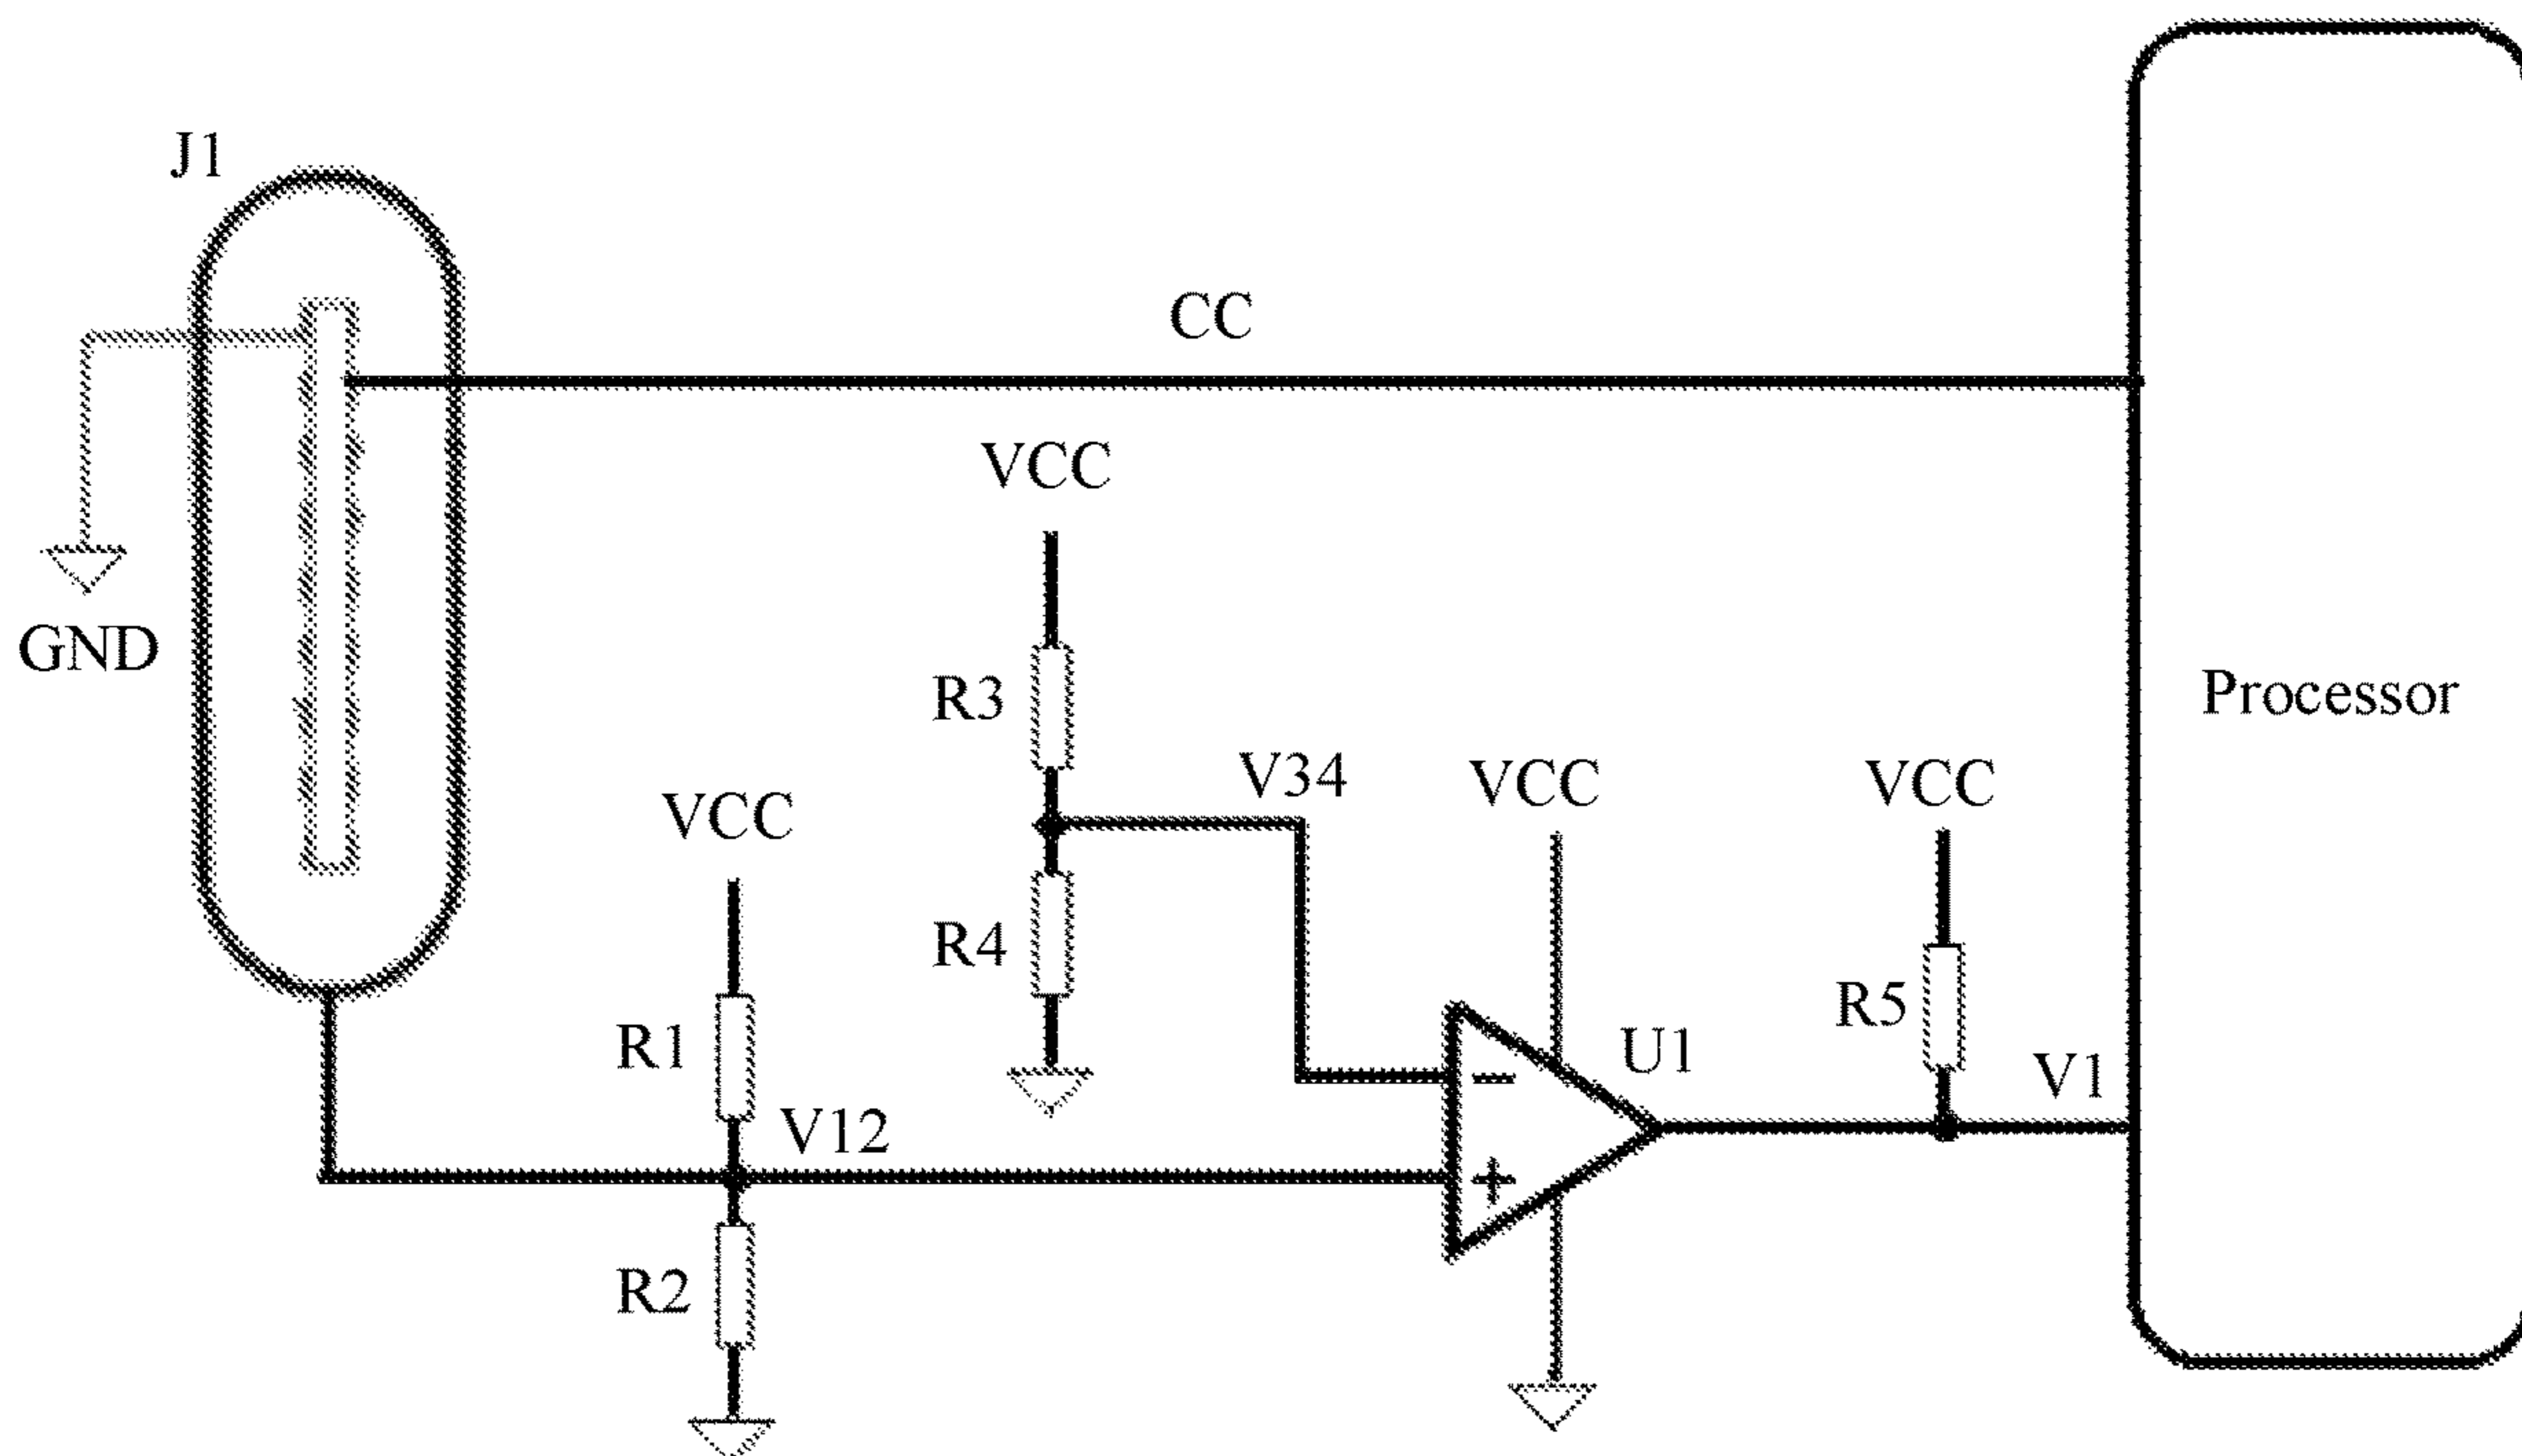 J1
CC
VCC
GND
R3
Processor
V34
VCC
VCC
VCC
R4
R5
R1
U1
V1
V12
−
+
R2